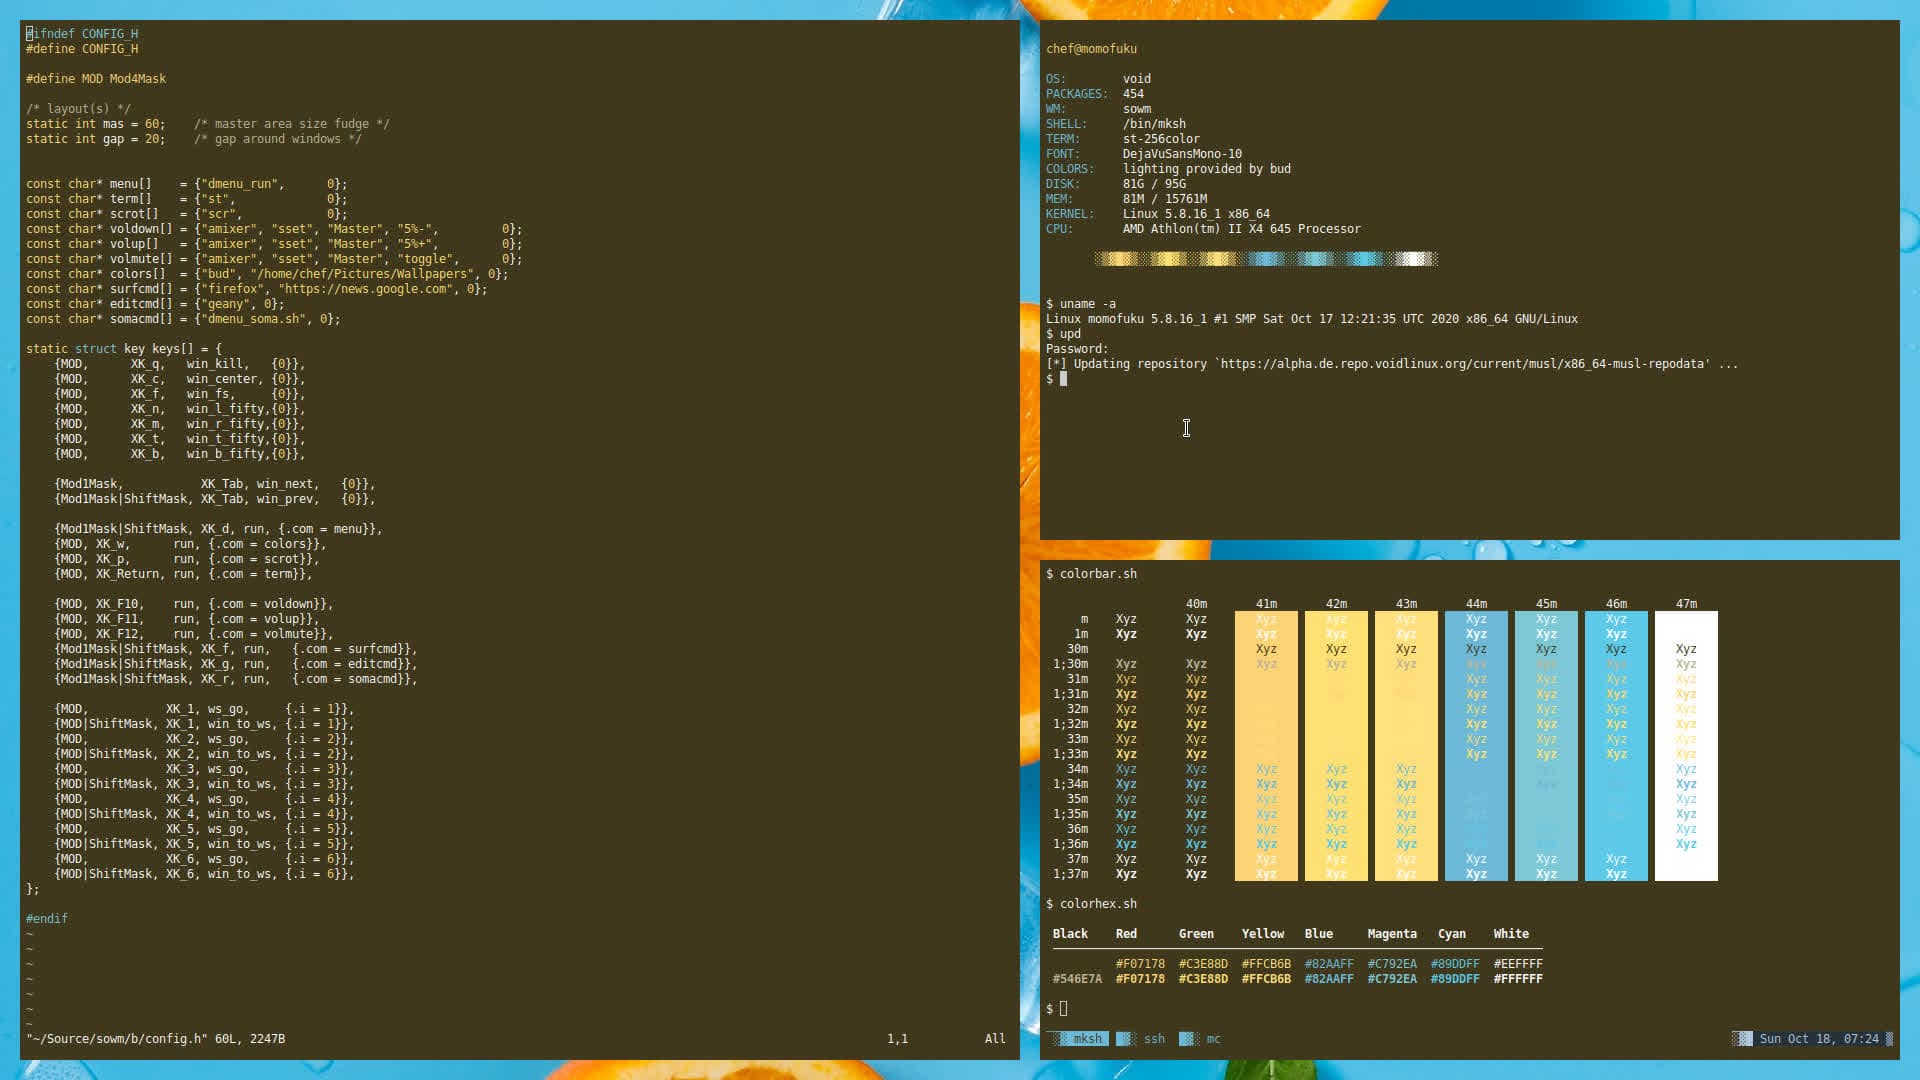 #ifndef CONFIG_H
#define CONFIG_H
#define MOD Mod4Mask
/* layout(s) */
static int mas = 60;    /* master area size fudge */
static int gap = 20;    /* gap around windows */
const char* menu[]    = {"dmenu_run",      0};
const char* term[]    = {"st",             0};
const char* scrot[]   = {"scr",            0};
const char* voldown[] = {"amixer", "sset", "Master", "5%-",          0};
const char* volup[]   = {"amixer", "sset", "Master", "5%+",          0};
const char* volmute[] = {"amixer", "sset", "Master", "toggle",      0};
const char* colors[]  = {"bud", "/home/chef/Pictures/Wallpapers", 0};
const char* surfcmd[] = {"firefox", "https://news.google.com", 0};
const char* editcmd[] = {"geany", 0};
const char* somacmd[] = {"dmenu_soma.sh", 0};
static struct key keys[] = {
    {MOD,      XK_q,   win_kill,   {0}},
    {MOD,      XK_c,   win_center, {0}},
    {MOD,      XK_f,   win_fs,     {0}},
    {MOD,      XK_n,   win_l_fifty,{0}},
    {MOD,      XK_m,   win_r_fifty,{0}},
    {MOD,      XK_t,   win_t_fifty,{0}},
    {MOD,      XK_b,   win_b_fifty,{0}},
    {Mod1Mask,           XK_Tab, win_next,   {0}},
    {Mod1Mask|ShiftMask, XK_Tab, win_prev,   {0}},
    {Mod1Mask|ShiftMask, XK_d, run, {.com = menu}},
    {MOD, XK_w,      run, {.com = colors}},
    {MOD, XK_p,      run, {.com = scrot}},
    {MOD, XK_Return, run, {.com = term}},
    {MOD, XK_F10,    run, {.com = voldown}},
    {MOD, XK_F11,    run, {.com = volup}},
    {MOD, XK_F12,    run, {.com = volmute}},
    {Mod1Mask|ShiftMask, XK_f, run,   {.com = surfcmd}},
    {Mod1Mask|ShiftMask, XK_g, run,   {.com = editcmd}},
    {Mod1Mask|ShiftMask, XK_r, run,   {.com = somacmd}},
    {MOD,           XK_1, ws_go,     {.i = 1}},
    {MOD|ShiftMask, XK_1, win_to_ws, {.i = 1}},
    {MOD,           XK_2, ws_go,     {.i = 2}},
    {MOD|ShiftMask, XK_2, win_to_ws, {.i = 2}},
    {MOD,           XK_3, ws_go,     {.i = 3}},
    {MOD|ShiftMask, XK_3, win_to_ws, {.i = 3}},
    {MOD,           XK_4, ws_go,     {.i = 4}},
    {MOD|ShiftMask, XK_4, win_to_ws, {.i = 4}},
    {MOD,           XK_5, ws_go,     {.i = 5}},
    {MOD|ShiftMask, XK_5, win_to_ws, {.i = 5}},
    {MOD,           XK_6, ws_go,     {.i = 6}},
    {MOD|ShiftMask, XK_6, win_to_ws, {.i = 6}},
};
#endif
~
~
~
~
~
~
~
"~/Source/sowm/b/config.h" 60L, 2247B    1,1    All
chef@momofuku
OS:        void
PACKAGES:  454
WM:        sowm
SHELL:     /bin/mksh
TERM:      st-256color
FONT:      DejaVuSansMono-10
COLORS:    lighting provided by bud
DISK:      81G / 95G
MEM:       81M / 15761M
KERNEL:    Linux 5.8.16_1 x86_64
CPU:       AMD Athlon(tm) II X4 645 Processor
$ uname -a
Linux momofuku 5.8.16_1 #1 SMP Sat Oct 17 12:21:35 UTC 2020 x86_64 GNU/Linux
$ upd
Password:
[*] Updating repository `https://alpha.de.repo.voidlinux.org/current/musl/x86_64-musl-repodata' ...
$
$ colorbar.sh
40m 41m 42m 43m 44m 45m 46m 47m
m Xyz Xyz Xyz Xyz Xyz Xyz Xyz Xyz
1m Xyz Xyz Xyz Xyz Xyz Xyz Xyz Xyz
30m Xyz Xyz Xyz Xyz Xyz Xyz Xyz
1;30m Xyz Xyz Xyz Xyz Xyz Xyz Xyz Xyz Xyz
31m Xyz Xyz Xyz Xyz Xyz Xyz
1;31m Xyz Xyz Xyz Xyz Xyz Xyz
32m Xyz Xyz Xyz Xyz Xyz Xyz
1;32m Xyz Xyz Xyz Xyz Xyz Xyz
33m Xyz Xyz Xyz Xyz Xyz Xyz
1;33m Xyz Xyz Xyz Xyz Xyz Xyz
34m Xyz Xyz Xyz Xyz Xyz Xyz Xyz
1;34m Xyz Xyz Xyz Xyz Xyz Xyz Xyz
35m Xyz Xyz Xyz Xyz Xyz Xyz
1;35m Xyz Xyz Xyz Xyz Xyz Xyz Xyz
36m Xyz Xyz Xyz Xyz Xyz Xyz
1;36m Xyz Xyz Xyz Xyz Xyz Xyz
37m Xyz Xyz Xyz Xyz Xyz Xyz Xyz Xyz
1;37m Xyz Xyz Xyz Xyz Xyz Xyz Xyz Xyz
$ colorhex.sh
Black Red Green Yellow Blue Magenta Cyan White
#F07178 #C3E88D #FFCB6B #82AAFF #C792EA #89DDFF #EEFFFF
#546E7A #F07178 #C3E88D #FFCB6B #82AAFF #C792EA #89DDFF #FFFFFF
$
mksh ssh mc Sun Oct 18, 07:24